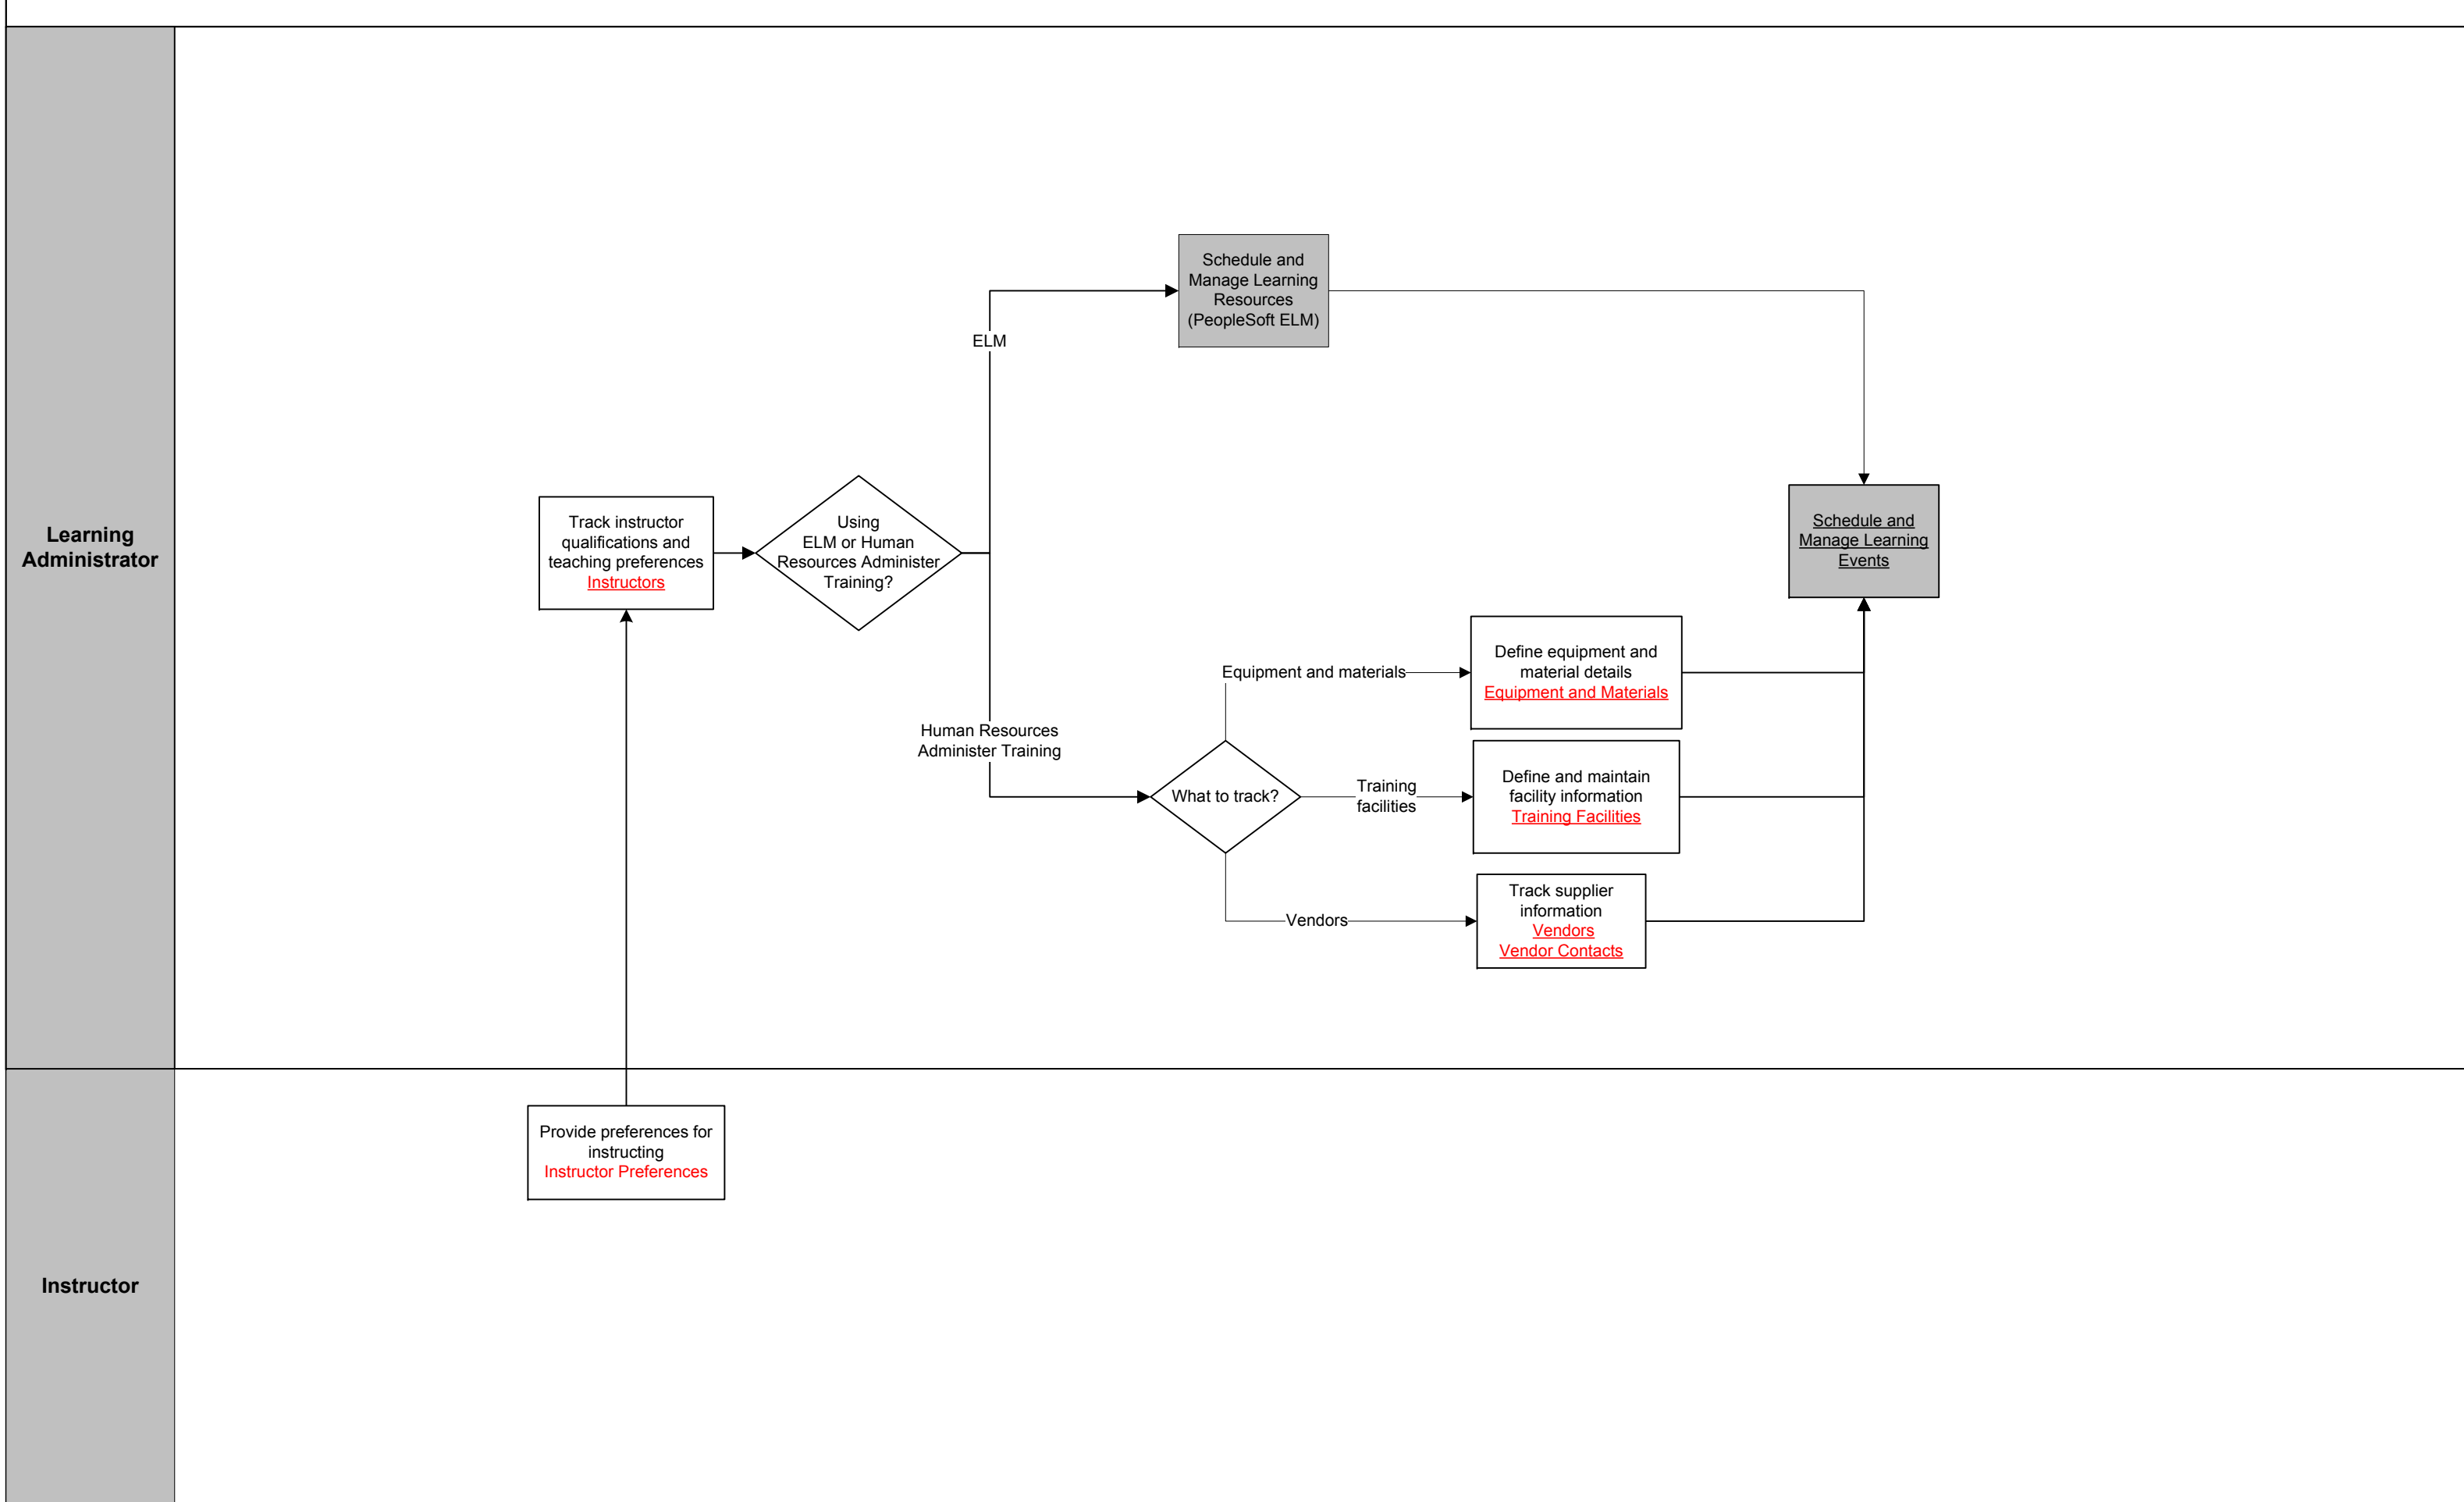 Learning
Administrator
Schedule and
Manage Learning
Resources
(PeopleSoft ELM)
ELM
Track instructor
qualifications and
teaching preferences
Instructors
Using
ELM or Human
Resources Administer
Training?
Schedule and
Manage Learning
Events
Human Resources
Administer Training
What to track?
Equipment and materials
Define equipment and
material details
Equipment and Materials
Training
facilities
Define and maintain
facility information
Training Facilities
Vendors
Track supplier
information
Vendors
Vendor Contacts
Instructor
Provide preferences for
instructing
Instructor Preferences